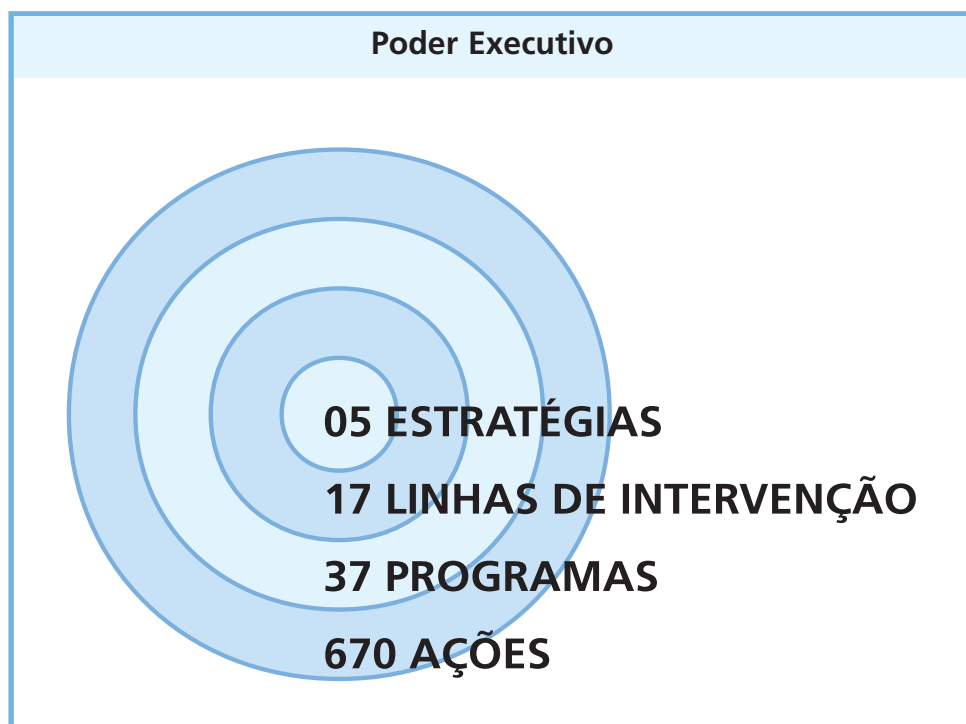 Poder Executivo
05 ESTRATÉGIAS
17 LINHAS DE INTERVENÇÃO
37 PROGRAMAS
670 AÇÕES